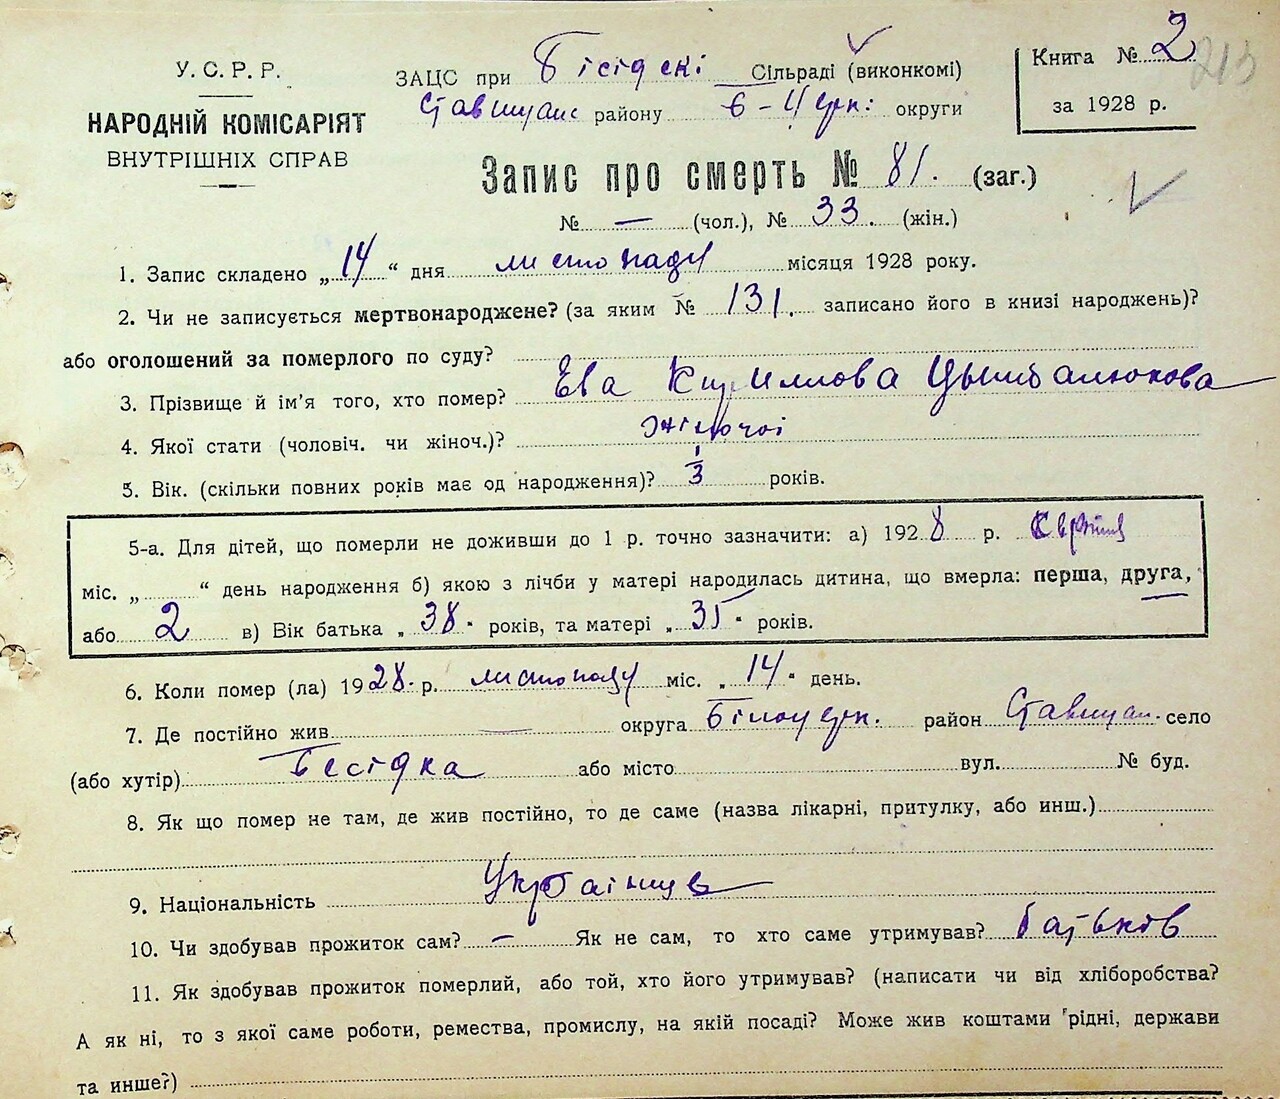 У. С. Р. Р.
НАРОДНІЙ КОМІСАРІЯТ
ВНУТРІШНІХ СПРАВ
ЗАЦС при Бісідскі Сільраді (виконкомі)
Ставищанс району Б-Церк: округи
Книга № 2
за 1928 р.
213
Запис про смерть № 81. (заг.)
№ — (чол.), № 33. (жін.)
1. Запис складено „14“ дня листопаду місяця 1928 року.
2. Чи не записується мертвонароджене? (за яким № 131. записано його в книзі народжень)?
або оголошений за померлого по суду?
3. Прізвище й ім'я того, хто помер? Ева Кирилова Цымбалюкова
4. Якої стати (чоловіч. чи жіноч.)? Жіночоі
5. Вік. (скільки повних років має од народження)? 1/3 років.
5-а. Для дітей, що померли не доживши до 1 р. точно зазначити: а) 1928 р.
міс. „ “ день народження б) якою з лічби у матері народилась дитина, що вмерла: перша, друга,
або 2 в) Вік батька „38“ років, та матері „35“ років.
6. Коли помер (ла) 1928. р. листопаду міс. „14“ день.
7. Де постійно жив — округа Білоцерк. район Ставищан. село
(або хутір) Бесідка або місто вул. № буд.
8. Як що помер не там, де жив постійно, то де саме (назва лікарні, притулку, або инш.)
9. Національність Українців
10. Чи здобував прожиток сам? — Як не сам, то хто саме утримував? батьків
11. Як здобував прожиток померлий, або той, хто його утримував? (написати чи від хліборобства?
А як ні, то з якої саме роботи, ремества, промислу, на якій посаді? Може жив коштами рідні, держави
та инше?)